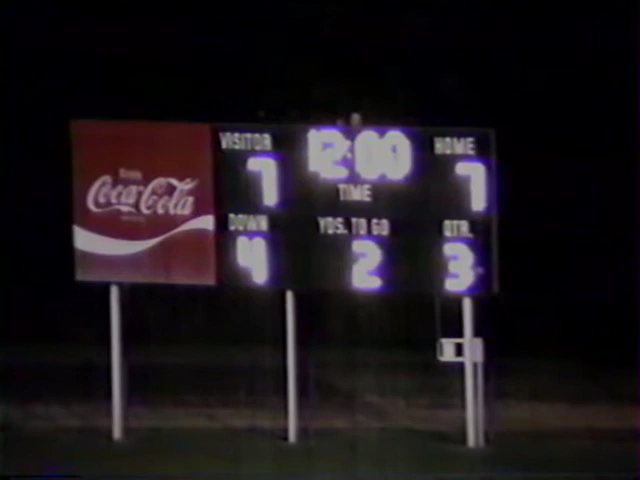 Coca-Cola
VISITOR
12:00
HOME
7
TIME
7
DOWN
YDS. TO GO
QTR.
4
2
3